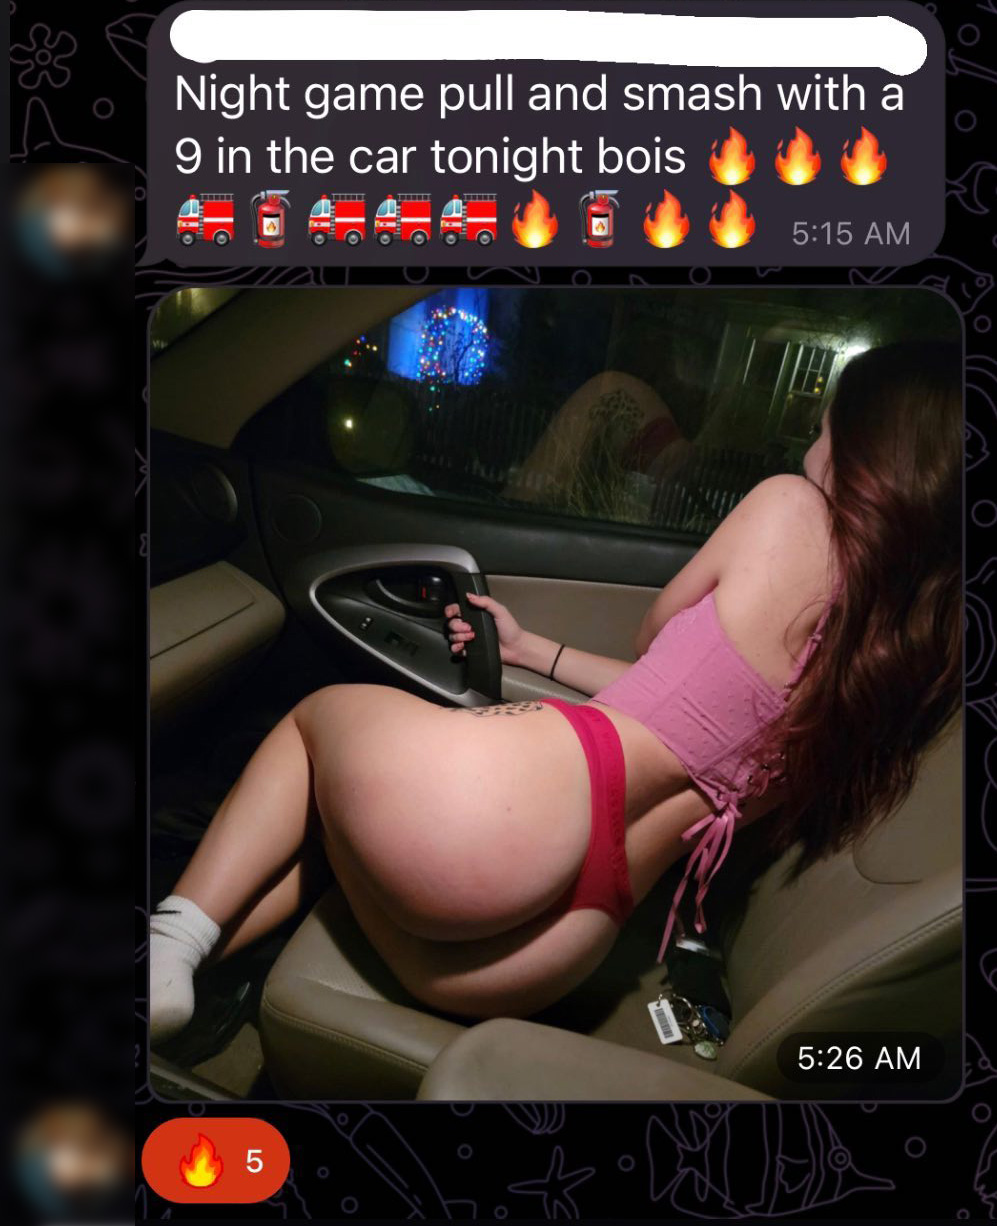 Night game pull and smash with a
9 in the car tonight bois 🔥 🔥 🔥
🚒 🧯 🚒 🚒 🚒 🔥 🧯 🔥 🔥 5:15 AM
5:26 AM
🔥 5